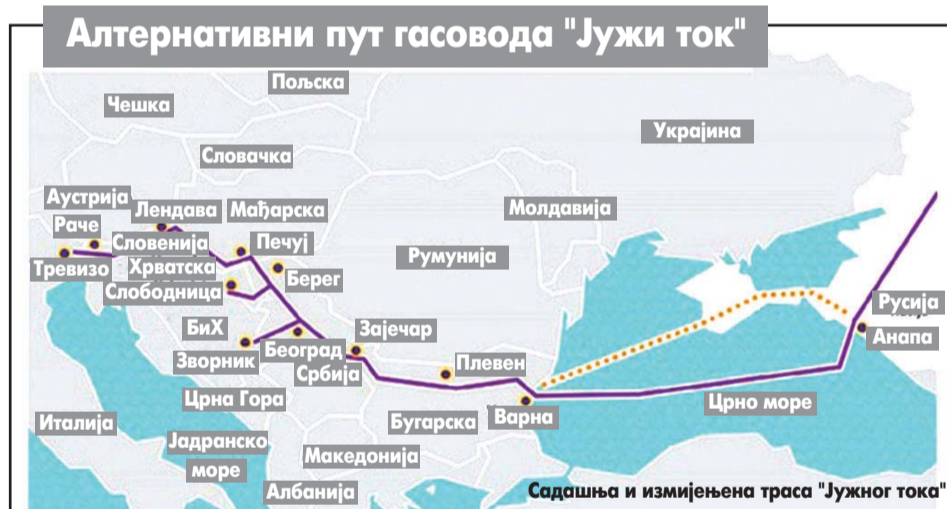 Алтернативни пут гасовода "Јужи ток"
Пољска
Чешка
Украјина
Словачка
Аустрија
Лендава
Мађарска
Молдавија
Раче
Словенија
Печуј
Румунија
Тревизо
Хрватска
Берег
Слободница
Русија
БиХ
Зајечар
Анапа
Зворник
Београд
Плевен
Србија
Црна Гора
Црно море
Италија
Бугарска
Варна
Јадранско
море
Македонија
Албанија
Садашња и измијењена траса "Јужног тока"